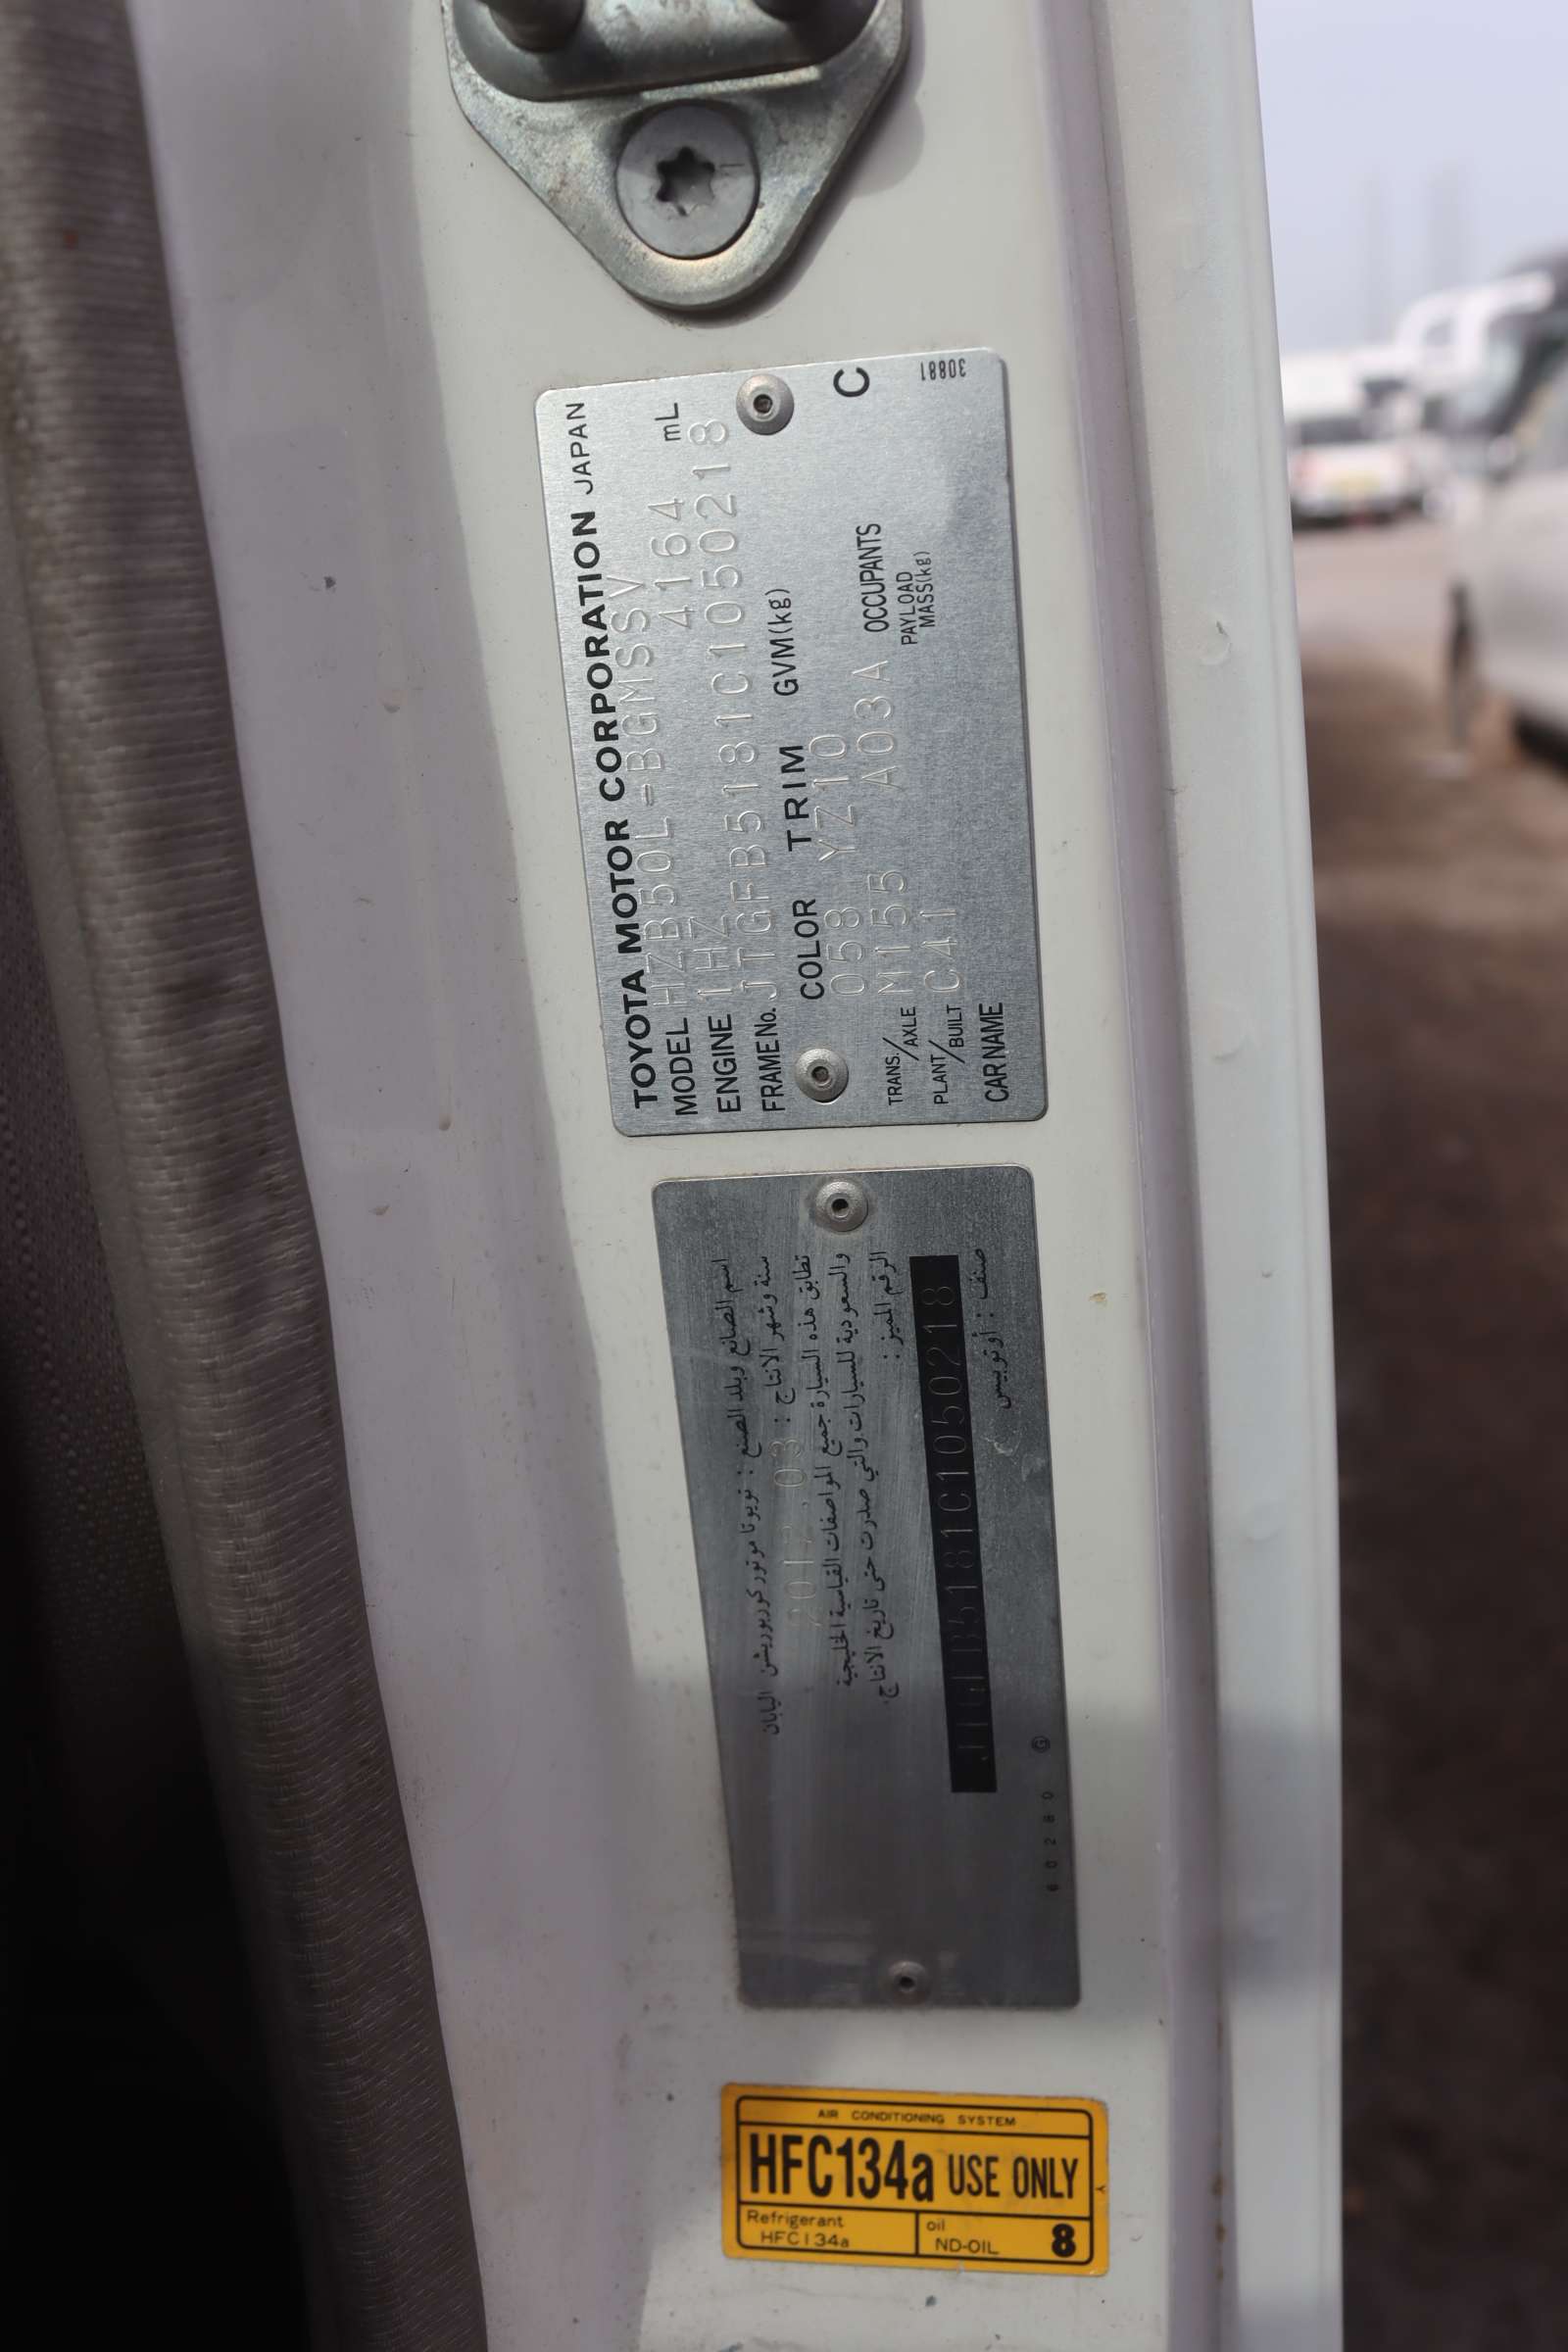 TOYOTA MOTOR CORPORATION JAPAN
MODEL HZB50L-BGMSSV
ENGINE 1HZ 4164 mL
FRAME No. JTGFB5181C1050218
COLOR TRIM GVM(kg)
058 YZ10
C
TRANS./AXLE M155 A03A
OCCUPANTS
PLANT/BUILT C41
PAYLOAD MASS(kg)
CAR NAME
30881
اسم الصانع وبلد الصنع : تويوتا موتور كوربوريشن اليابان
سنة وشهر الانتاج : 2012.03
تطابق هذه السيارة جميع المواصفات القياسية الخليجية
والسعودية للسيارات والتي صدرت حتى تاريخ الانتاج.
الرقم المميز :
JTGFB5181C1050218
صنف : أوتوبيس
60280 G
AIR CONDITIONING SYSTEM
HFC134a USE ONLY
Refrigerant
HFC134a
oil
ND-OIL 8
Y